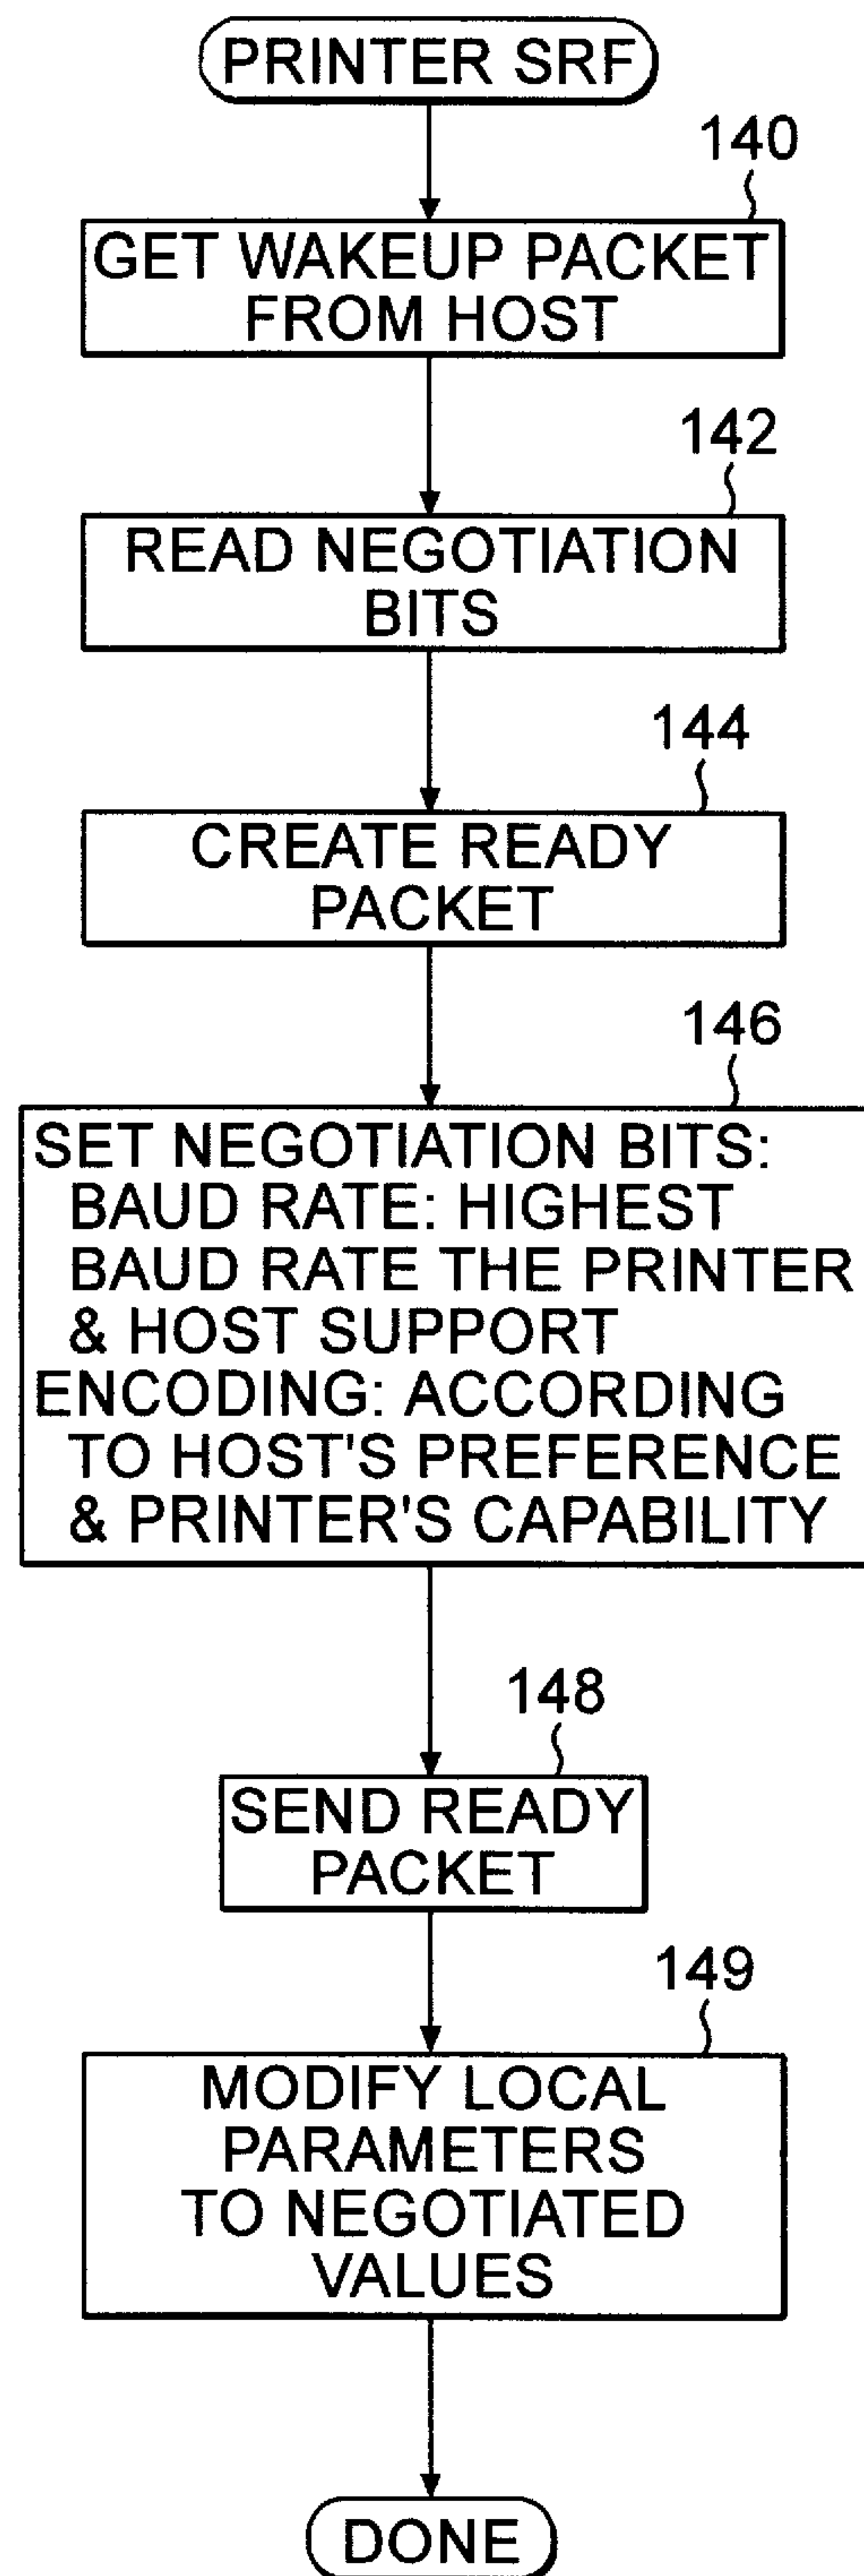 PRINTER SRF
140
GET WAKEUP PACKET
FROM HOST
142
READ NEGOTIATION
BITS
144
CREATE READY
PACKET
146
SET NEGOTIATION BITS:
BAUD RATE: HIGHEST
BAUD RATE THE PRINTER
& HOST SUPPORT
ENCODING: ACCORDING
TO HOST'S PREFERENCE
& PRINTER'S CAPABILITY
148
SEND READY
PACKET
149
MODIFY LOCAL
PARAMETERS
TO NEGOTIATED
VALUES
DONE